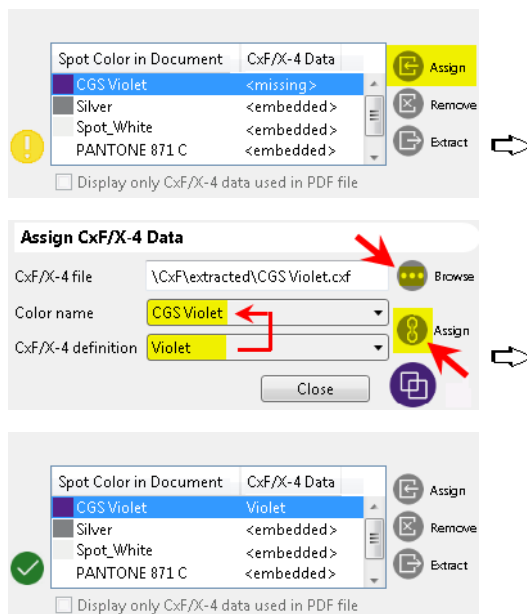 Spot Color in Document CxF/X-4 Data
CGS Violet <missing> Assign
Silver <embedded> Remove
Spot_White <embedded>
PANTONE 871 C <embedded> Extract
Display only CxF/X-4 data used in PDF file
Assign CxF/X-4 Data
CxF/X-4 file \CxF\extracted\CGS Violet.cxf Browse
Color name CGS Violet
Assign
CxF/X-4 definition Violet
Close
Spot Color in Document CxF/X-4 Data
CGS Violet Violet Assign
Silver <embedded> Remove
Spot_White <embedded>
PANTONE 871 C <embedded> Extract
Display only CxF/X-4 data used in PDF file